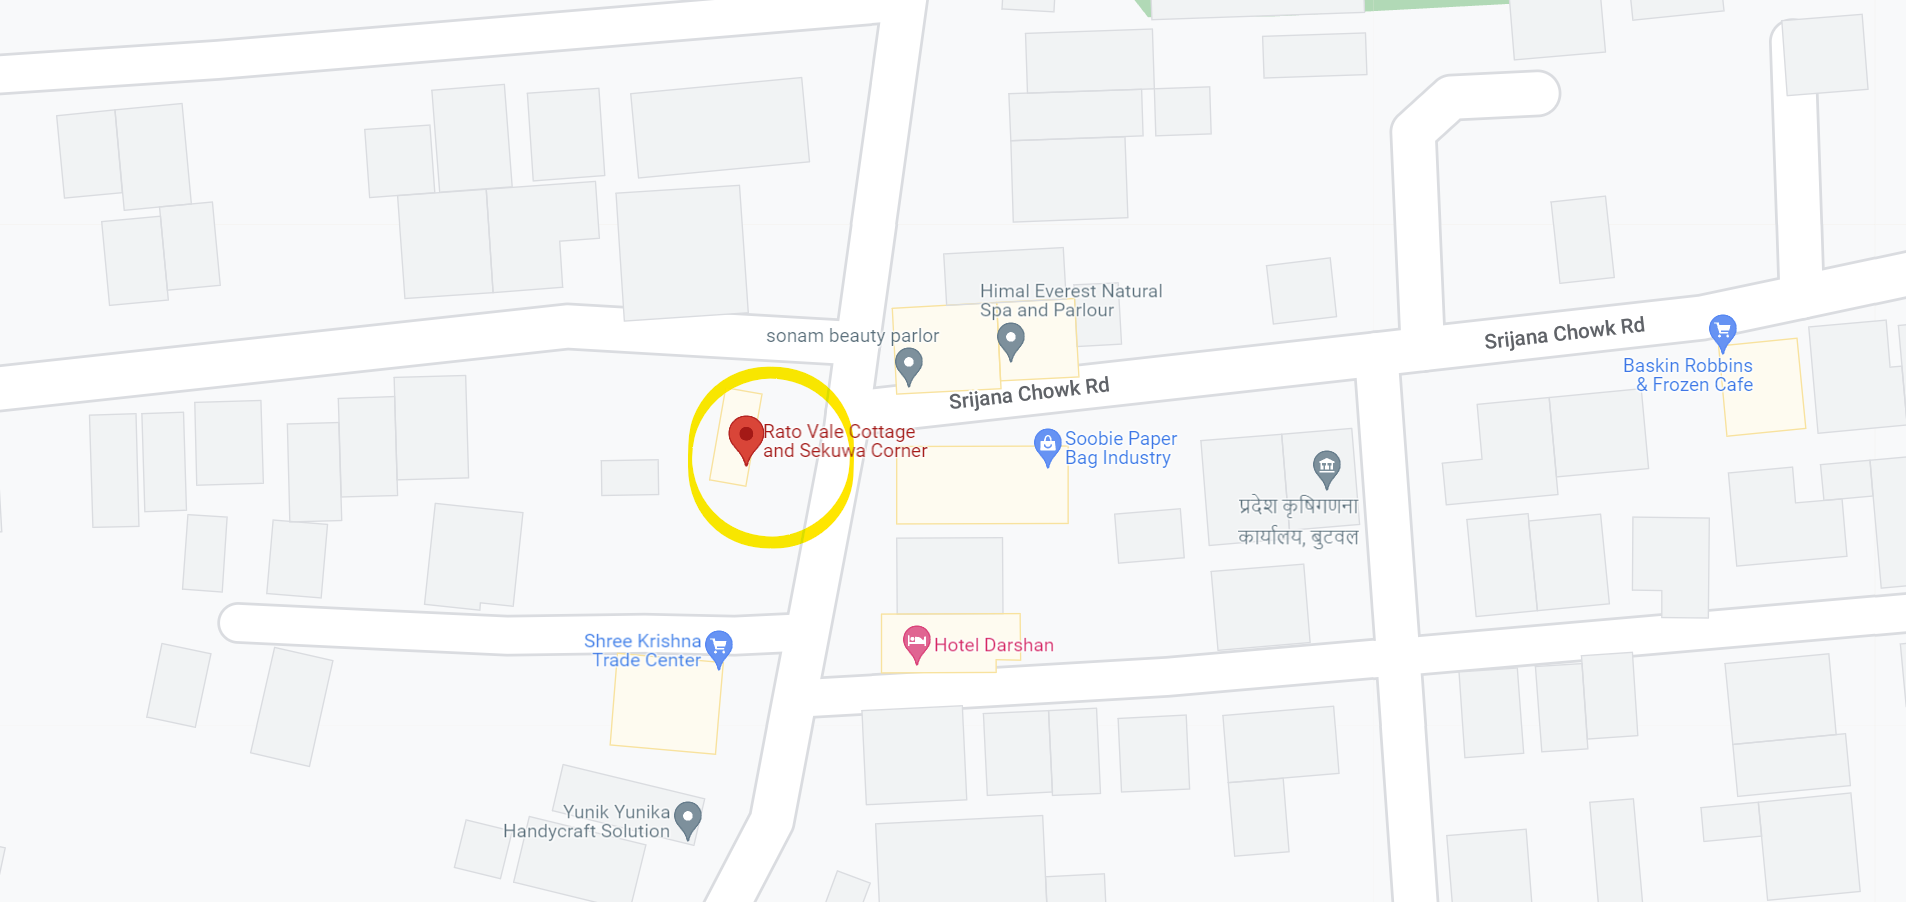 Himal Everest Natural
Spa and Parlour
sonam beauty parlor
Srijana Chowk Rd
Srijana Chowk Rd
Baskin Robbins
& Frozen Cafe
Rato Vale Cottage
and Sekuwa Corner
Soobie Paper
Bag Industry
प्रदेश कृषिगणना
कार्यालय, बुटवल
Shree Krishna
Trade Center
Hotel Darshan
Yunik Yunika
Handycraft Solution